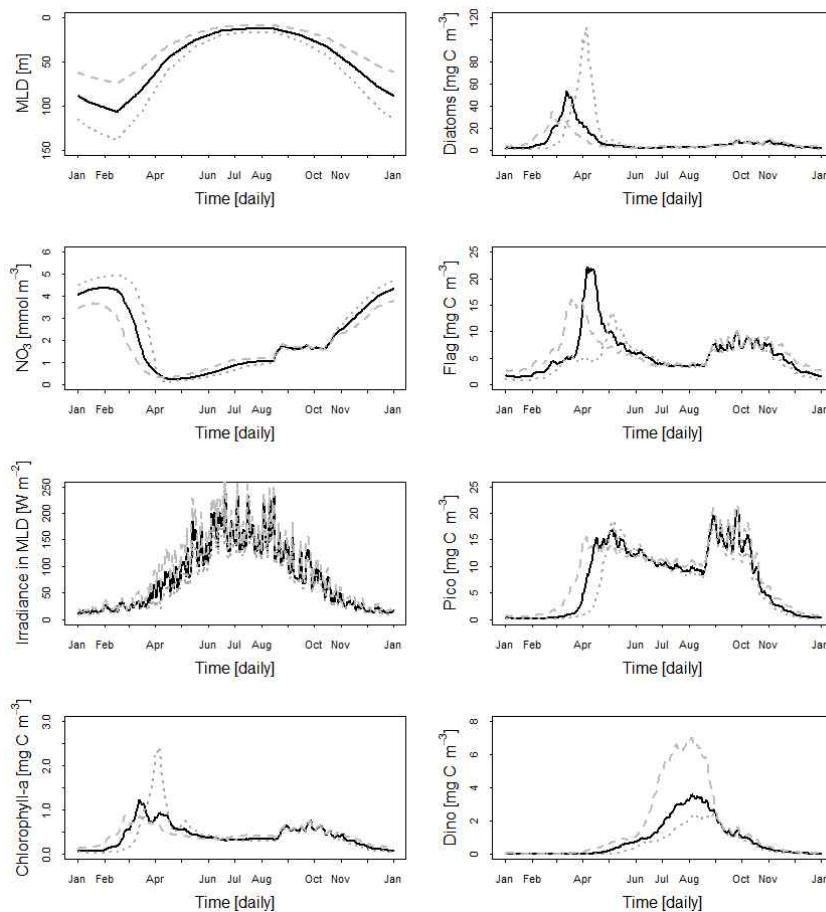 MLD [m]
0
50
100
150
Jan Feb Apr Jun Jul Aug Oct Nov Jan
Time [daily]
Diatoms [mg C m⁻³]
120
80
60
40
20
0
Jan Feb Apr Jun Jul Aug Oct Nov Jan
Time [daily]
NO₃ [mmol m⁻³]
6
5
4
3
2
1
0
Jan Feb Apr Jun Jul Aug Oct Nov Jan
Time [daily]
Flag [mg C m⁻³]
25
20
15
10
5
0
Jan Feb Apr Jun Jul Aug Oct Nov Jan
Time [daily]
Irradiance in MLD [W m⁻²]
250
200
150
100
50
0
Jan Feb Apr Jun Jul Aug Oct Nov Jan
Time [daily]
Pico [mg C m⁻³]
25
20
15
10
5
0
Jan Feb Apr Jun Jul Aug Oct Nov Jan
Time [daily]
Chlorophyll-a [mg C m⁻³]
3.0
2.0
1.0
0.0
Jan Feb Apr Jun Jul Aug Oct Nov Jan
Time [daily]
Dino [mg C m⁻³]
8
6
4
2
0
Jan Feb Apr Jun Jul Aug Oct Nov Jan
Time [daily]